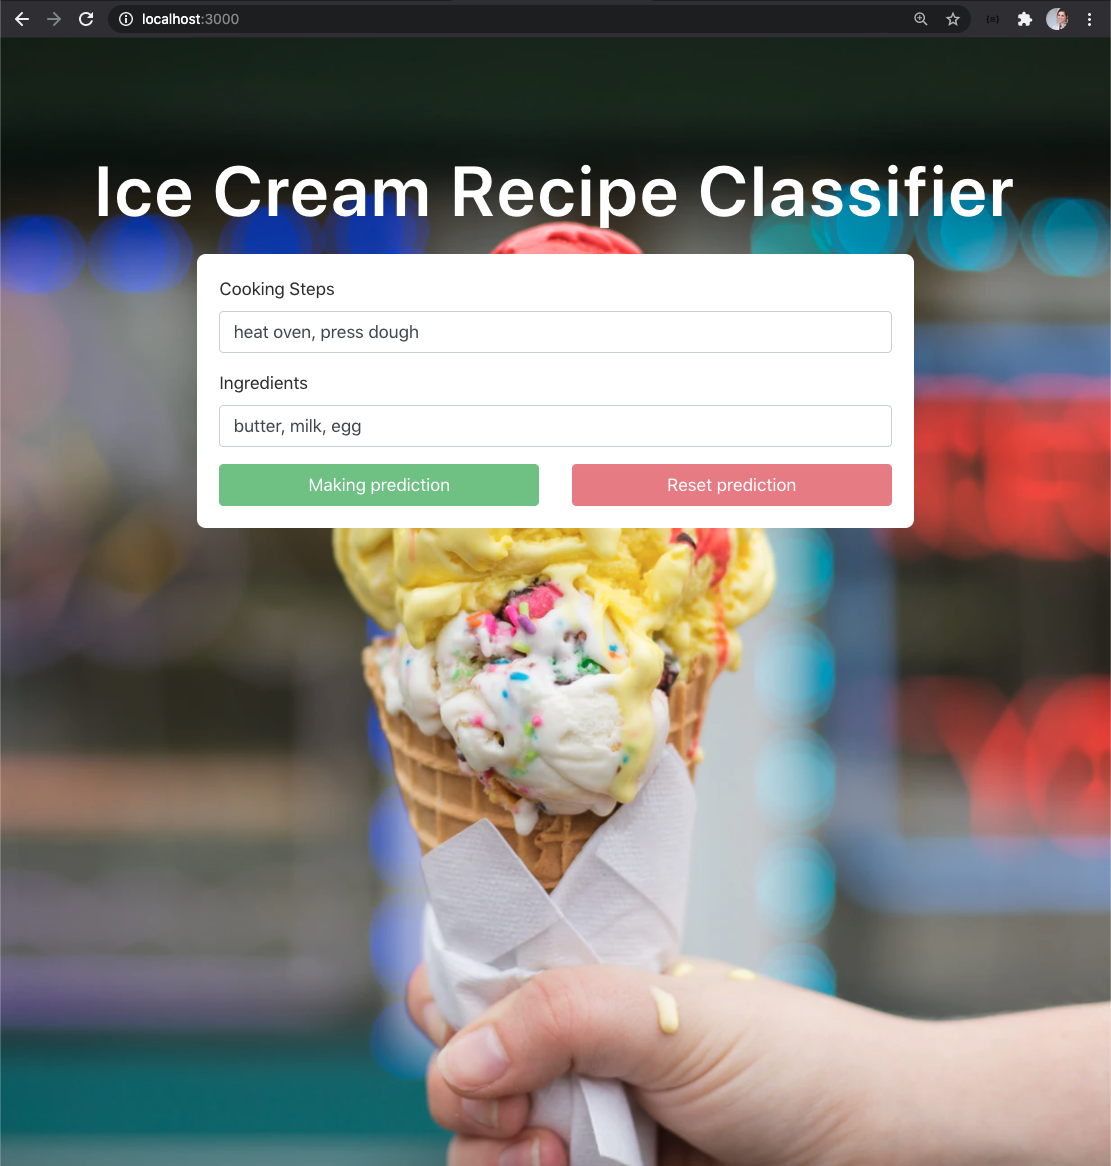 localhost:3000
Ice Cream Recipe Classifier
Cooking Steps
heat oven, press dough
Ingredients
butter, milk, egg
Making prediction
Reset prediction